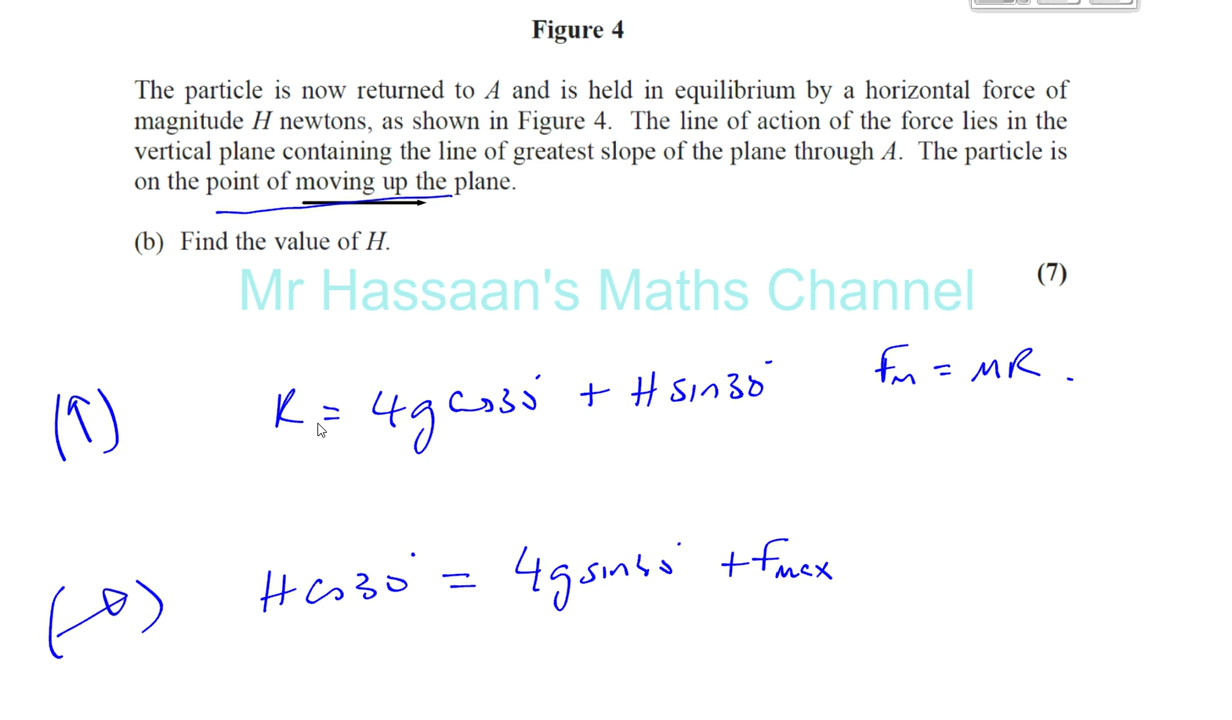 Figure 4
The particle is now returned to A and is held in equilibrium by a horizontal force of
magnitude H newtons, as shown in Figure 4. The line of action of the force lies in the
vertical plane containing the line of greatest slope of the plane through A. The particle is
on the point of moving up the plane.
(b) Find the value of H.
(7)
Mr Hassaan's Maths Channel
F_M = μR.
(↑) R = 4g cos30° + H sin30°
(↗) H cos30° = 4g sin30° + F_max